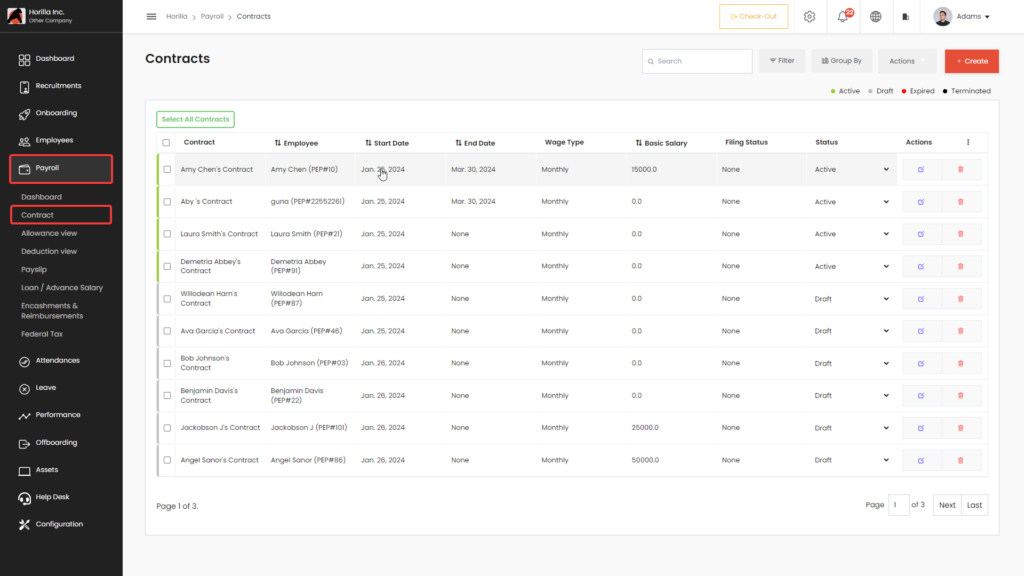 Horilla Inc.
Other Company
Dashboard
Recruitments
Onboarding
Employees
Payroll
Dashboard
Contract
Allowance view
Deduction view
Payslip
Loan / Advance Salary
Encashments &
Reimbursements
Federal Tax
Attendances
Leave
Performance
Offboarding
Assets
Help Desk
Configuration
Horilla > Payroll > Contracts
Check-Out
22
Adams
Contracts
Search
Filter
Group By
Actions
+ Create
Active Draft Expired Terminated
Select All Contracts
Contract Employee Start Date End Date Wage Type Basic Salary Filing Status Status Actions
Amy Chen's Contract Amy Chen (PEP#10) Jan. 25, 2024 Mar. 30, 2024 Monthly 15000.0 None Active
Aby 's Contract guna (PEP#22552261) Jan. 25, 2024 Mar. 30, 2024 Monthly 0.0 None Active
Laura Smith's Contract Laura Smith (PEP#21) Jan. 25, 2024 None Monthly 0.0 None Active
Demetria Abbey's Contract Demetria Abbey (PEP#91) Jan. 25, 2024 None Monthly 0.0 None Active
Willodean Harn's Contract Willodean Harn (PEP#87) Jan. 25, 2024 None Monthly 0.0 None Draft
Ava Garcia's Contract Ava Garcia (PEP#46) Jan. 25, 2024 None Monthly 0.0 None Draft
Bob Johnson's Contract Bob Johnson (PEP#03) Jan. 26, 2024 None Monthly 0.0 None Draft
Benjamin Davis's Contract Benjamin Davis (PEP#22) Jan. 26, 2024 None Monthly 0.0 None Draft
Jackobson J's Contract Jackobson J (PEP#101) Jan. 26, 2024 None Monthly 25000.0 None Draft
Angel Sanor's Contract Angel Sanor (PEP#86) Jan. 26, 2024 None Monthly 50000.0 None Draft
Page 1 of 3.
Page 1 of 3 Next Last